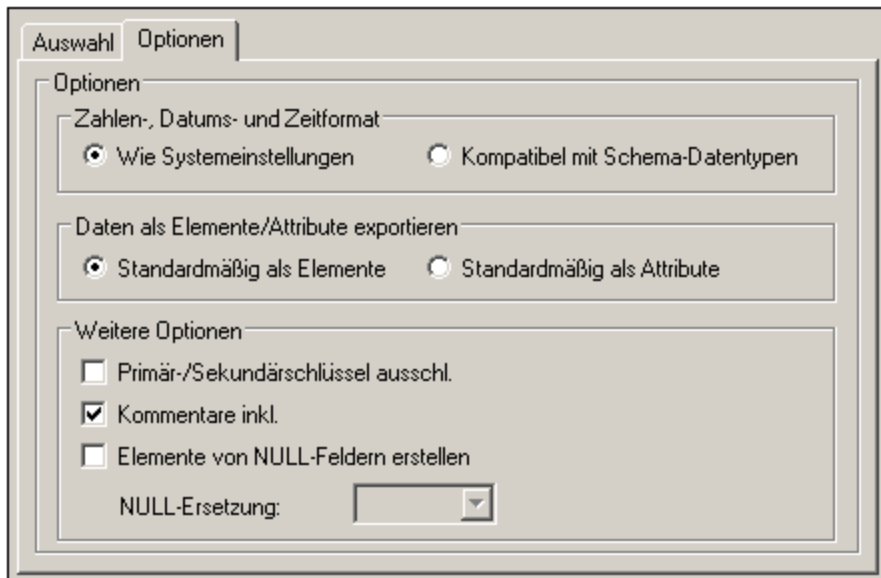 Auswahl Optionen
Optionen
Zahlen-, Datums- und Zeitformat
Wie Systemeinstellungen Kompatibel mit Schema-Datentypen
Daten als Elemente/Attribute exportieren
Standardmäßig als Elemente Standardmäßig als Attribute
Weitere Optionen
Primär-/Sekundärschlüssel ausschl.
Kommentare inkl.
Elemente von NULL-Feldern erstellen
NULL-Ersetzung: